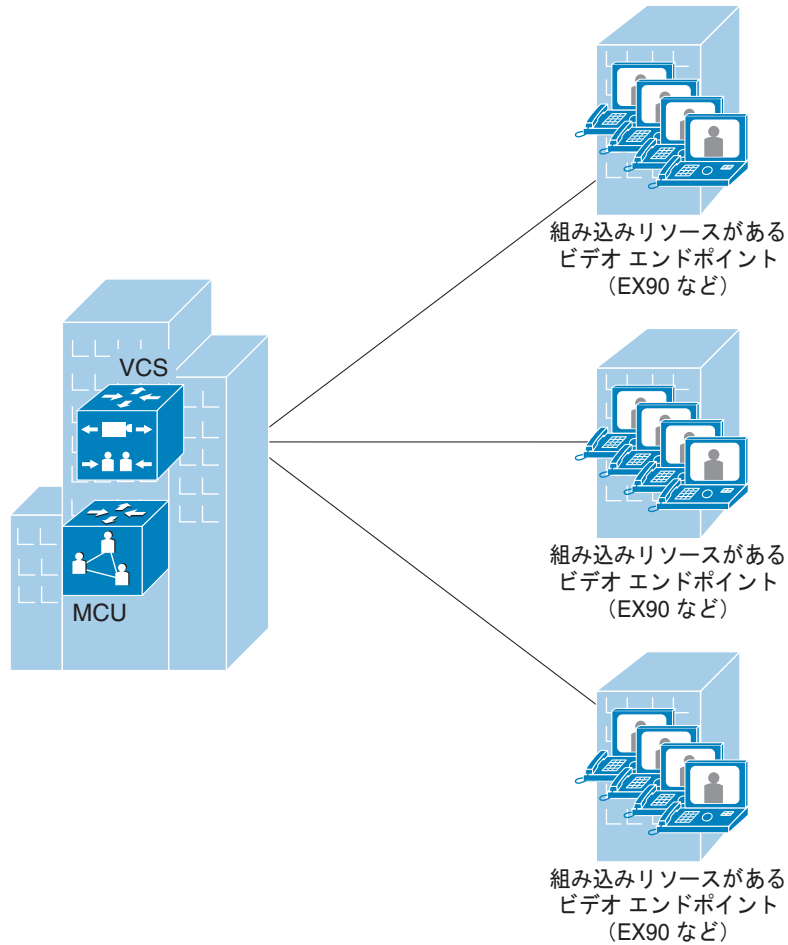 組み込みリソースがある
ビデオ エンドポイント
（EX90 など）
VCS
組み込みリソースがある
ビデオ エンドポイント
（EX90 など）
MCU
組み込みリソースがある
ビデオ エンドポイント
（EX90 など）